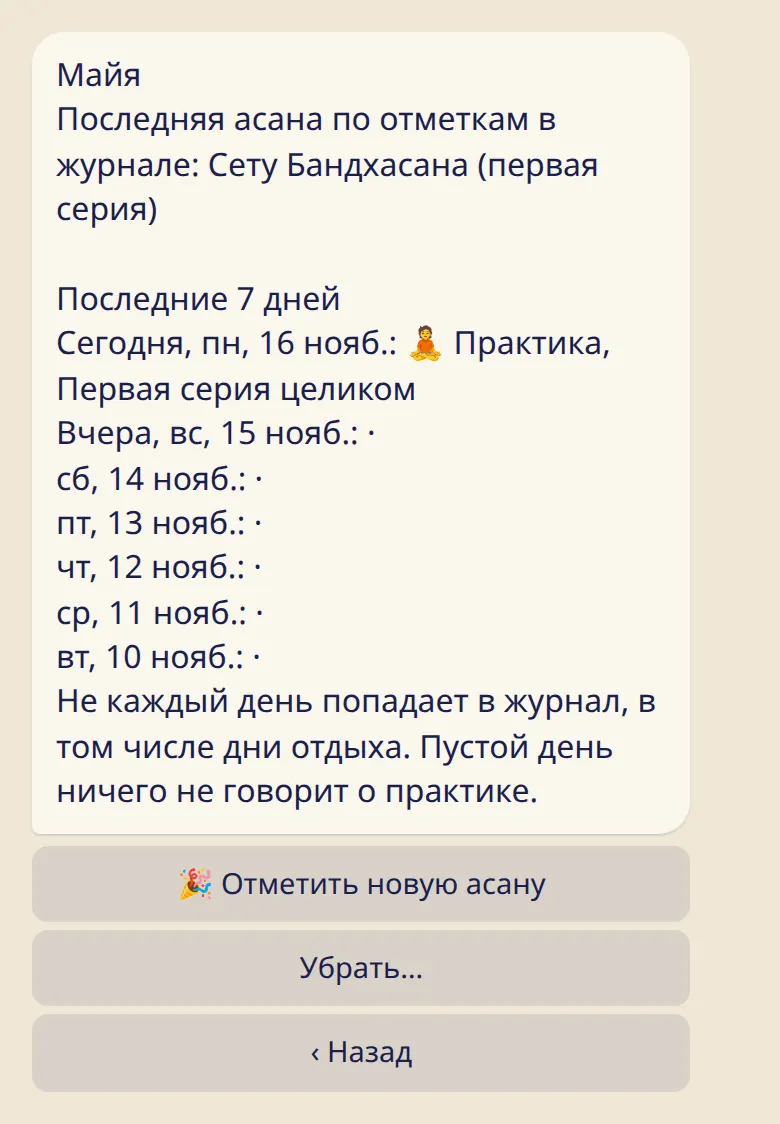 Майя
Последняя асана по отметкам в
журнале: Сету Бандхасана (первая
серия)
Последние 7 дней
Сегодня, пн, 16 нояб.: 🧘 Практика,
Первая серия целиком
Вчера, вс, 15 нояб.: ·
сб, 14 нояб.: ·
пт, 13 нояб.: ·
чт, 12 нояб.: ·
ср, 11 нояб.: ·
вт, 10 нояб.: ·
Не каждый день попадает в журнал, в
том числе дни отдыха. Пустой день
ничего не говорит о практике.
🎉 Отметить новую асану
Убрать...
‹ Назад